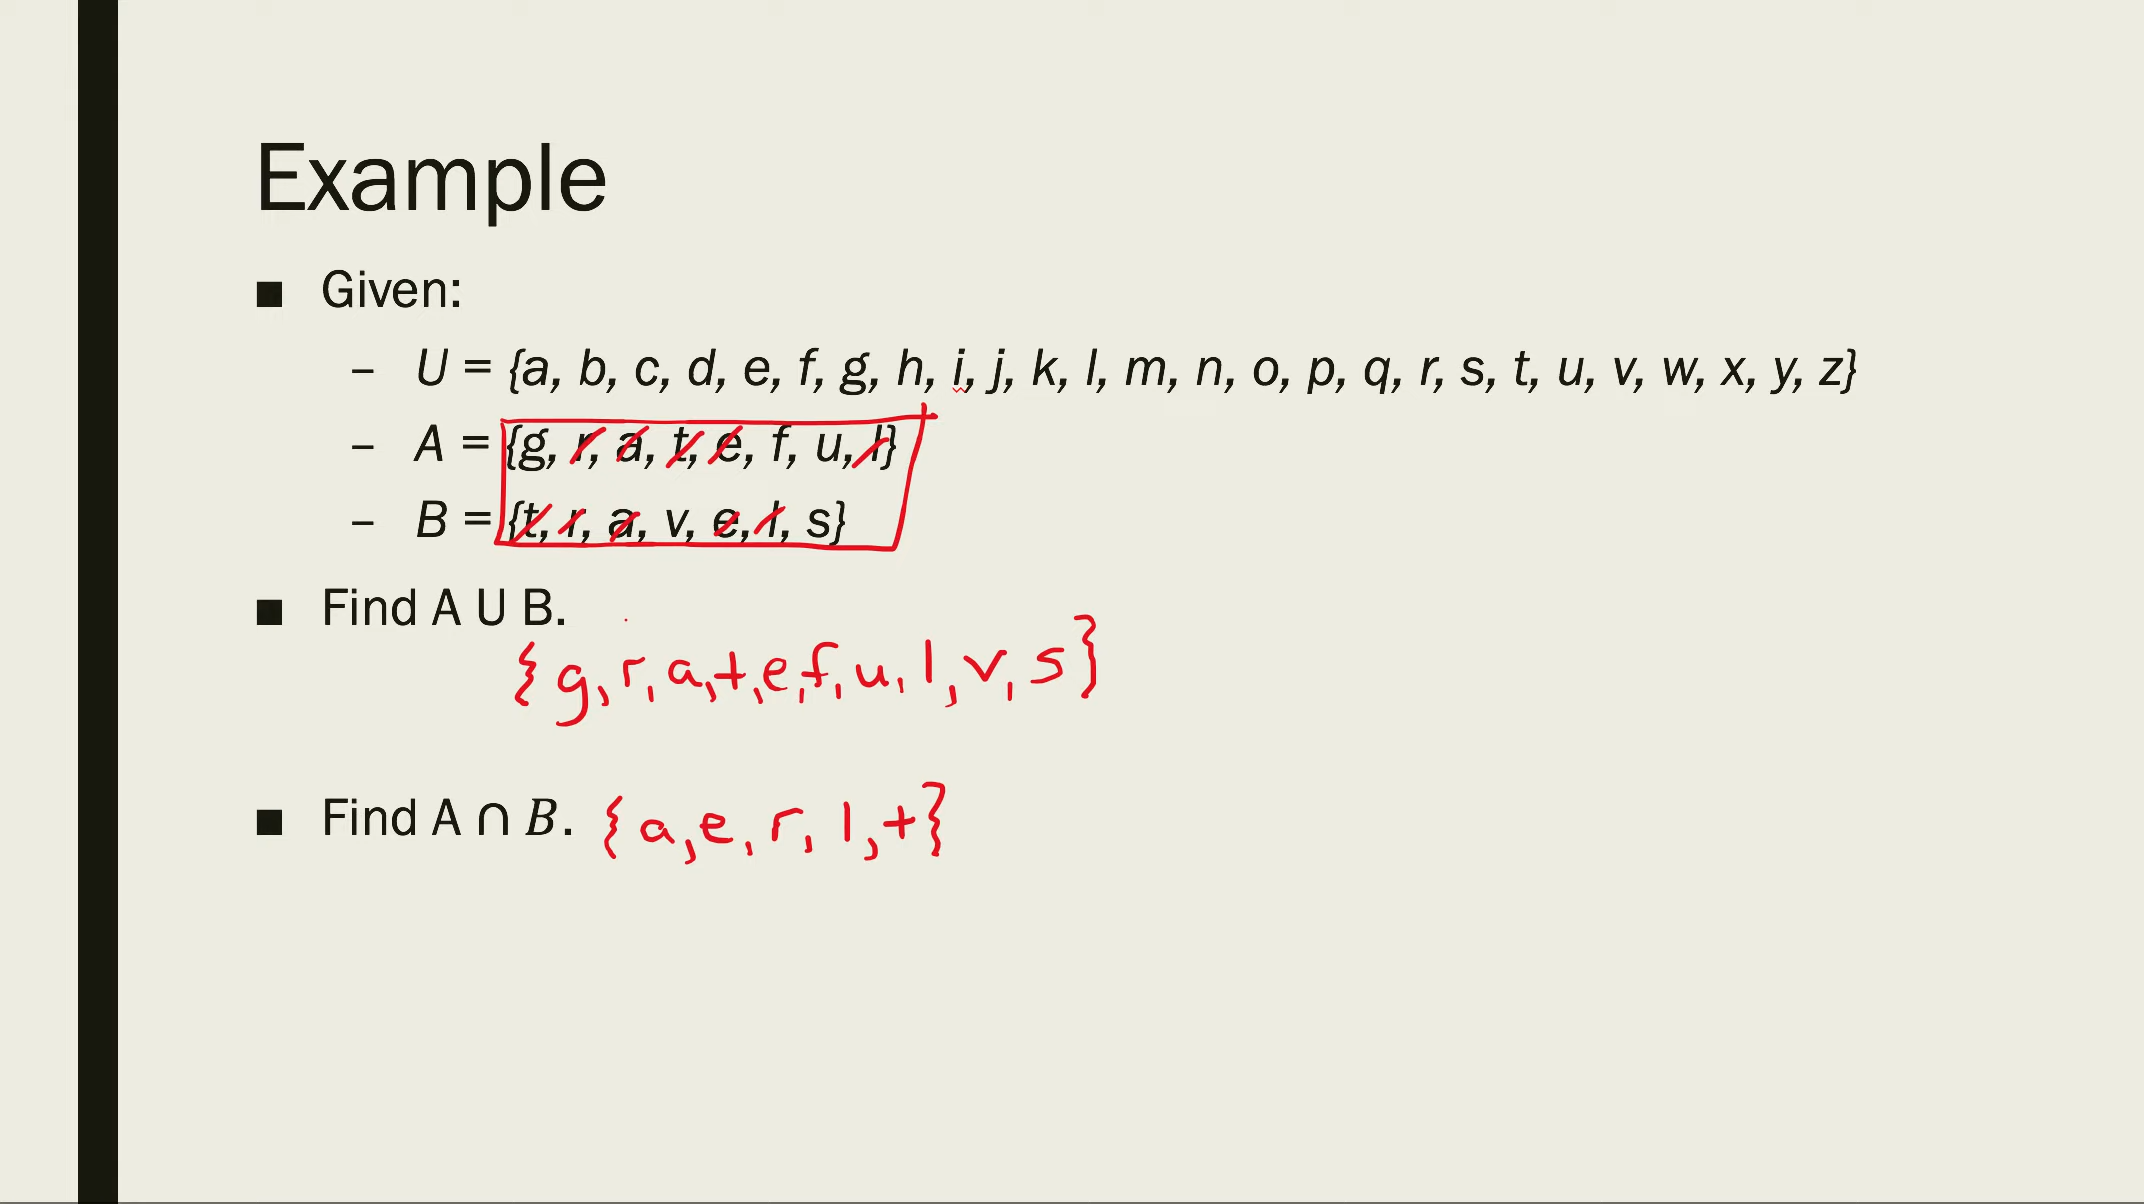 Example
■ Given:
– U = {a, b, c, d, e, f, g, h, i, j, k, l, m, n, o, p, q, r, s, t, u, v, w, x, y, z}
– A = {g, r, a, t, e, f, u, l}
– B = {t, r, a, v, e, l, s}
■ Find A U B.
{g, r, a, t, e, f, u, l, v, s}
■ Find A ∩ B. {a, e, r, l, t}